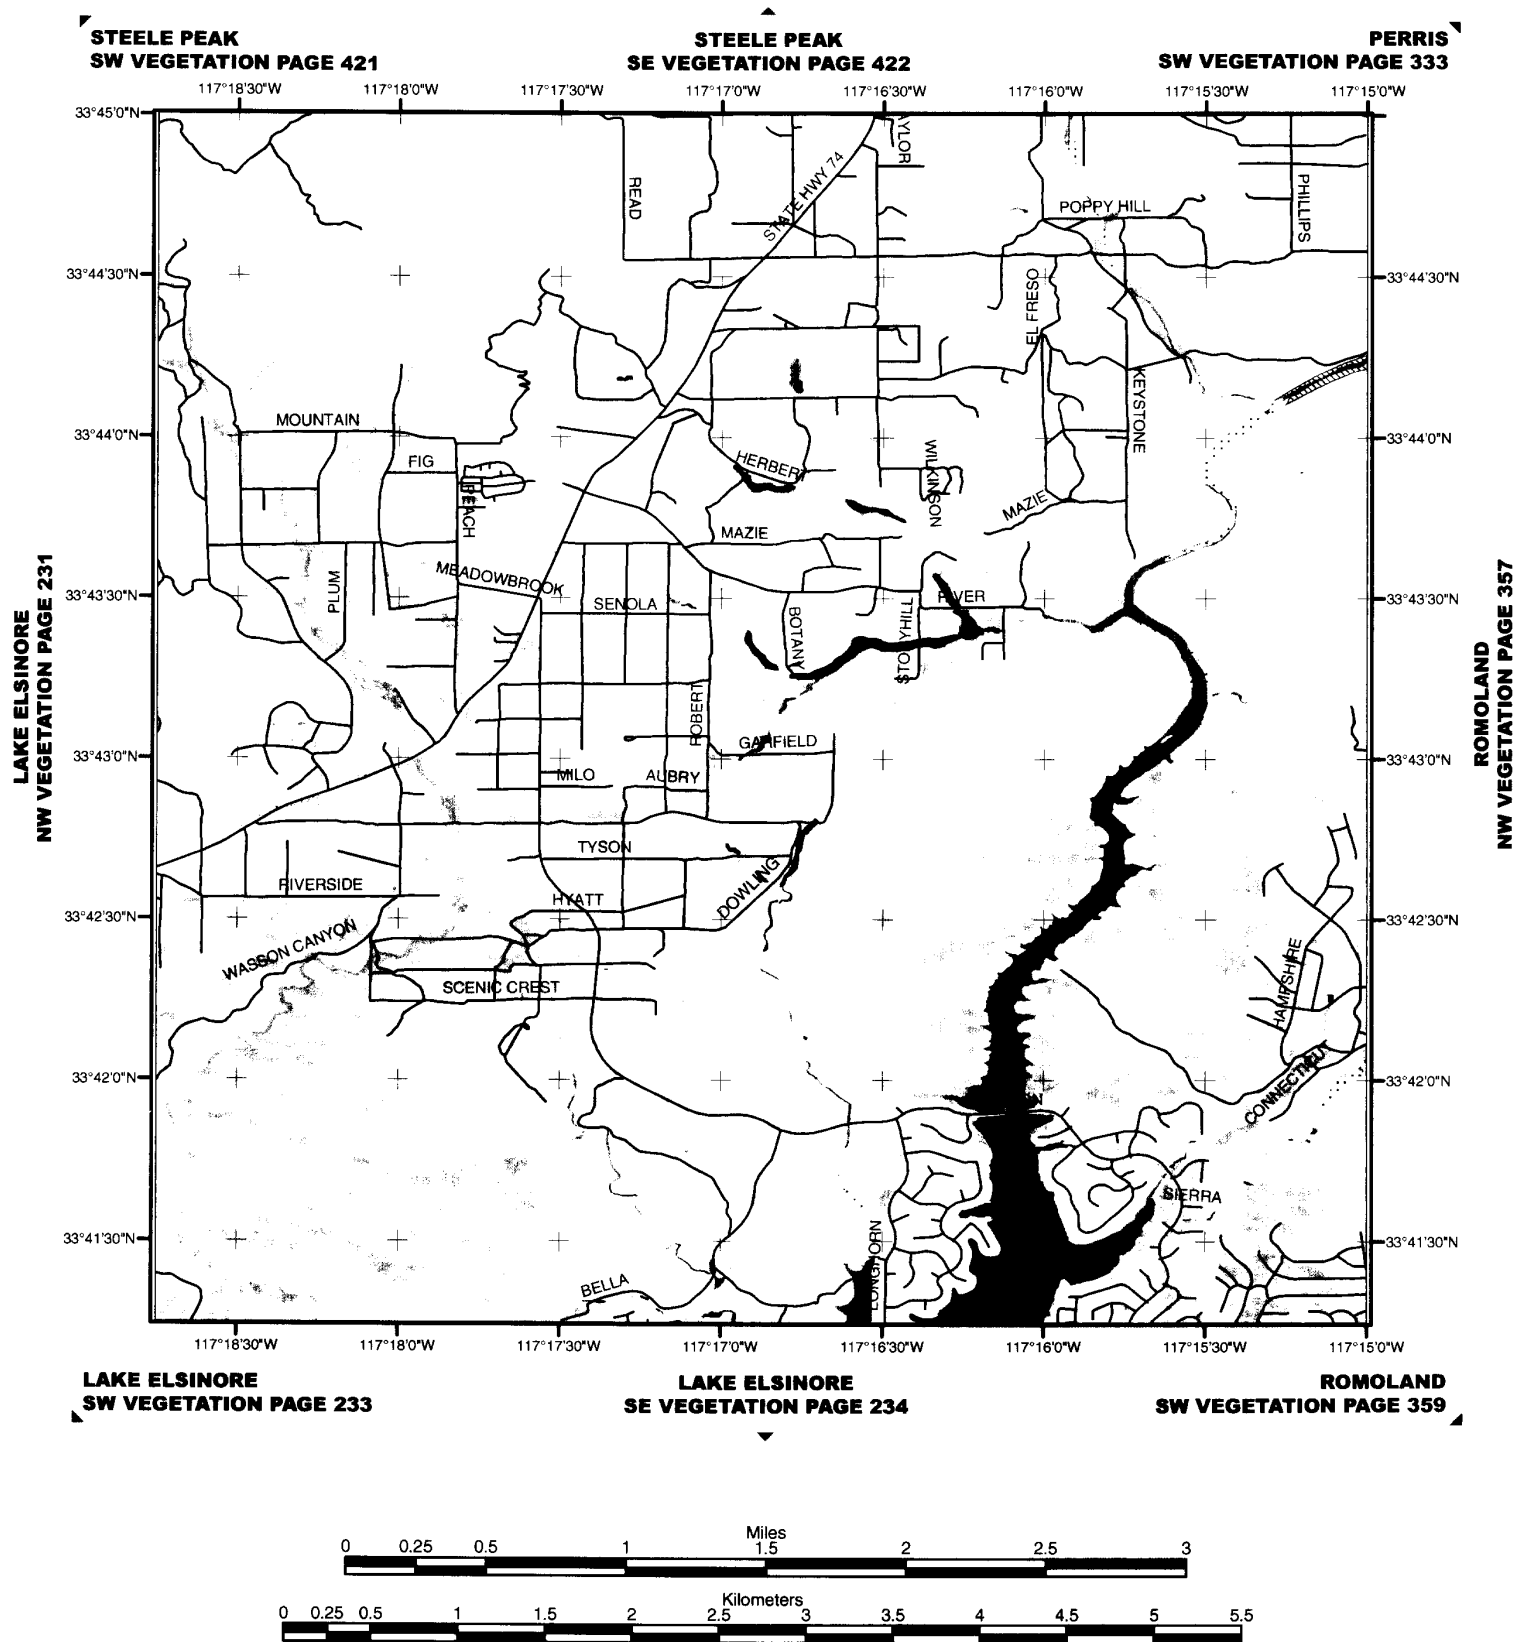 STEELE PEAK
SW VEGETATION PAGE 421
STEELE PEAK
SE VEGETATION PAGE 422
PERRIS
SW VEGETATION PAGE 333
117°18'30"W 117°18'0"W 117°17'30"W 117°17'0"W 117°16'30"W 117°16'0"W 117°15'30"W 117°15'0"W
33°45'0"N
AYLOR
STATE HWY 74
READ
PHILLIPS
POPPY HILL
33°44'30"N
33°44'30"N
EL FRESO
KEYSTONE
MOUNTAIN
33°44'0"N
33°44'0"N
FIG
HERBERT
WILKINSON
PEACH
MAZIE
MAZIE
MEADOWBROOK
PLUM
33°43'30"N
33°43'30"N
SENOLA
RIVER
BOTANY
STONYHILL
ROBERT
LAKE ELSINORE
NW VEGETATION PAGE 231
ROMOLAND
NW VEGETATION PAGE 357
GARFIELD
33°43'0"N
33°43'0"N
MILO
AUBRY
TYSON
RIVERSIDE
DOWLING
HYATT
33°42'30"N
33°42'30"N
WASSON CANYON
HAMPSHIRE
SCENIC CREST
33°42'0"N
33°42'0"N
CONNECTICUT
SIERRA
33°41'30"N
33°41'30"N
LONGHORN
BELLA
117°18'30"W 117°18'0"W 117°17'30"W 117°17'0"W 117°16'30"W 117°16'0"W 117°15'30"W 117°15'0"W
LAKE ELSINORE
SW VEGETATION PAGE 233
LAKE ELSINORE
SE VEGETATION PAGE 234
ROMOLAND
SW VEGETATION PAGE 359
Miles
0 0.25 0.5 1 1.5 2 2.5 3
Kilometers
0 0.25 0.5 1 1.5 2 2.5 3 3.5 4 4.5 5 5.5